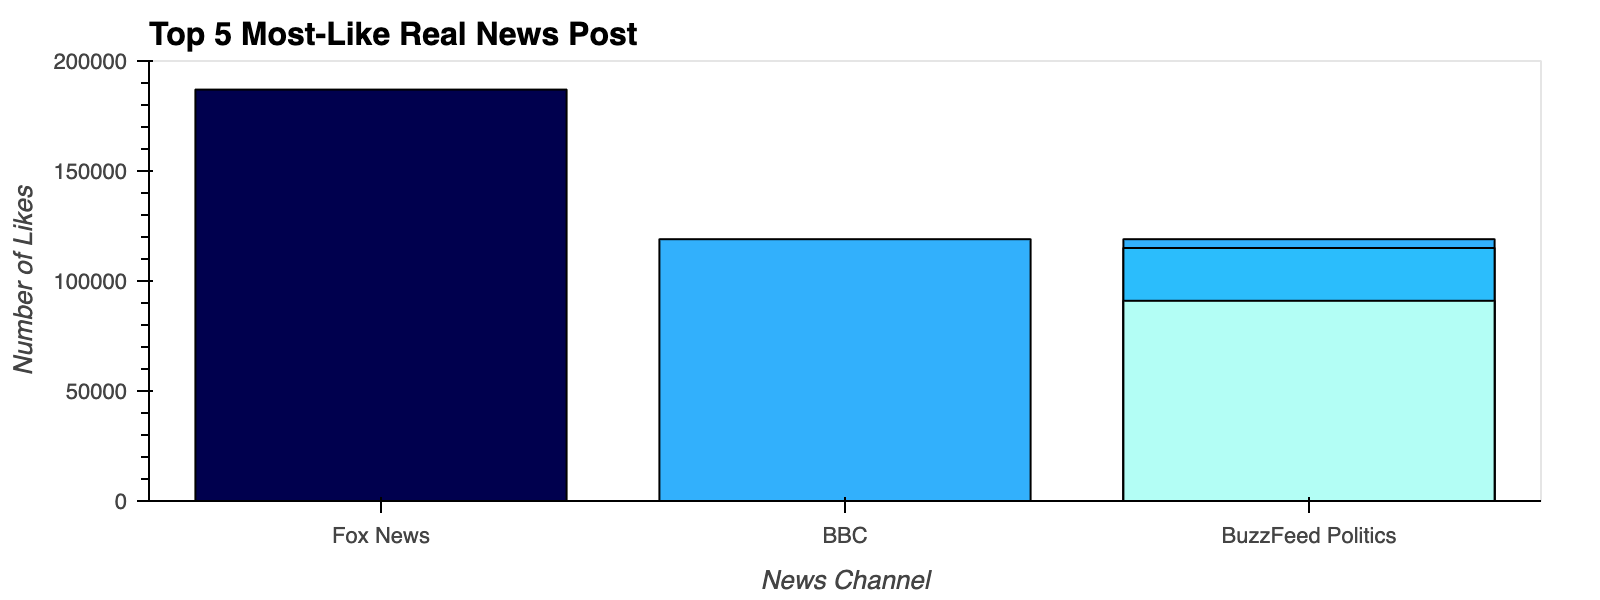 Top 5 Most-Like Real News Post
200000
150000
100000
50000
0
Number of Likes
Fox News
BBC
BuzzFeed Politics
News Channel